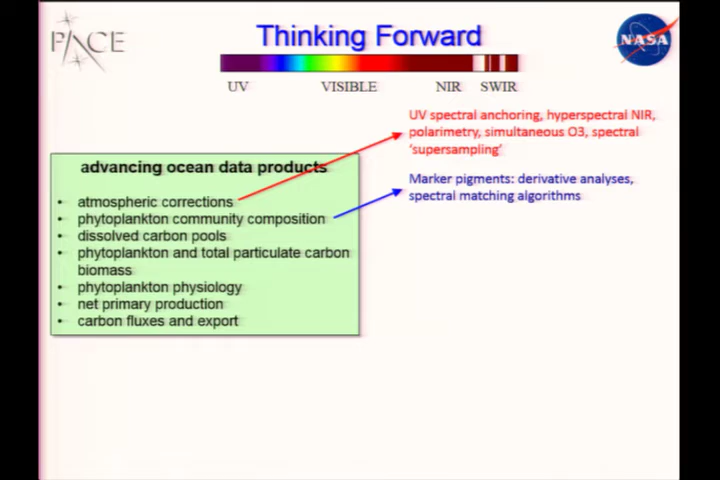 PACE
Thinking Forward
NASA
UV VISIBLE NIR SWIR
UV spectral anchoring, hyperspectral NIR,
polarimetry, simultaneous O3, spectral
‘supersampling’
advancing ocean data products
Marker pigments: derivative analyses,
spectral matching algorithms
• atmospheric corrections
• phytoplankton community composition
• dissolved carbon pools
• phytoplankton and total particulate carbon
biomass
• phytoplankton physiology
• net primary production
• carbon fluxes and export